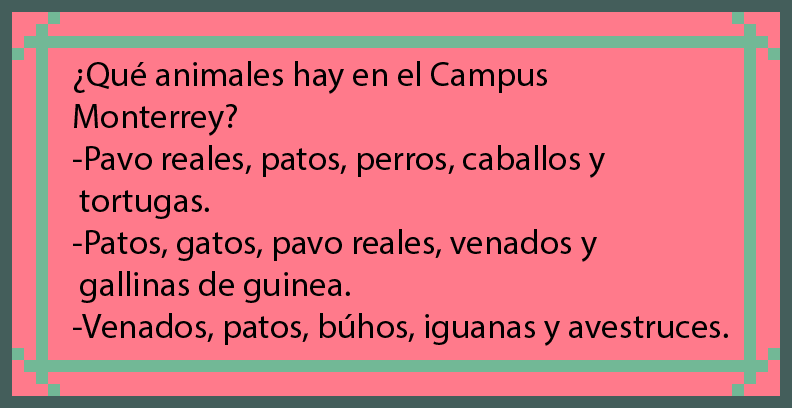 ¿Qué animales hay en el Campus
Monterrey?
-Pavo reales, patos, perros, caballos y
tortugas.
-Patos, gatos, pavo reales, venados y
gallinas de guinea.
-Venados, patos, búhos, iguanas y avestruces.